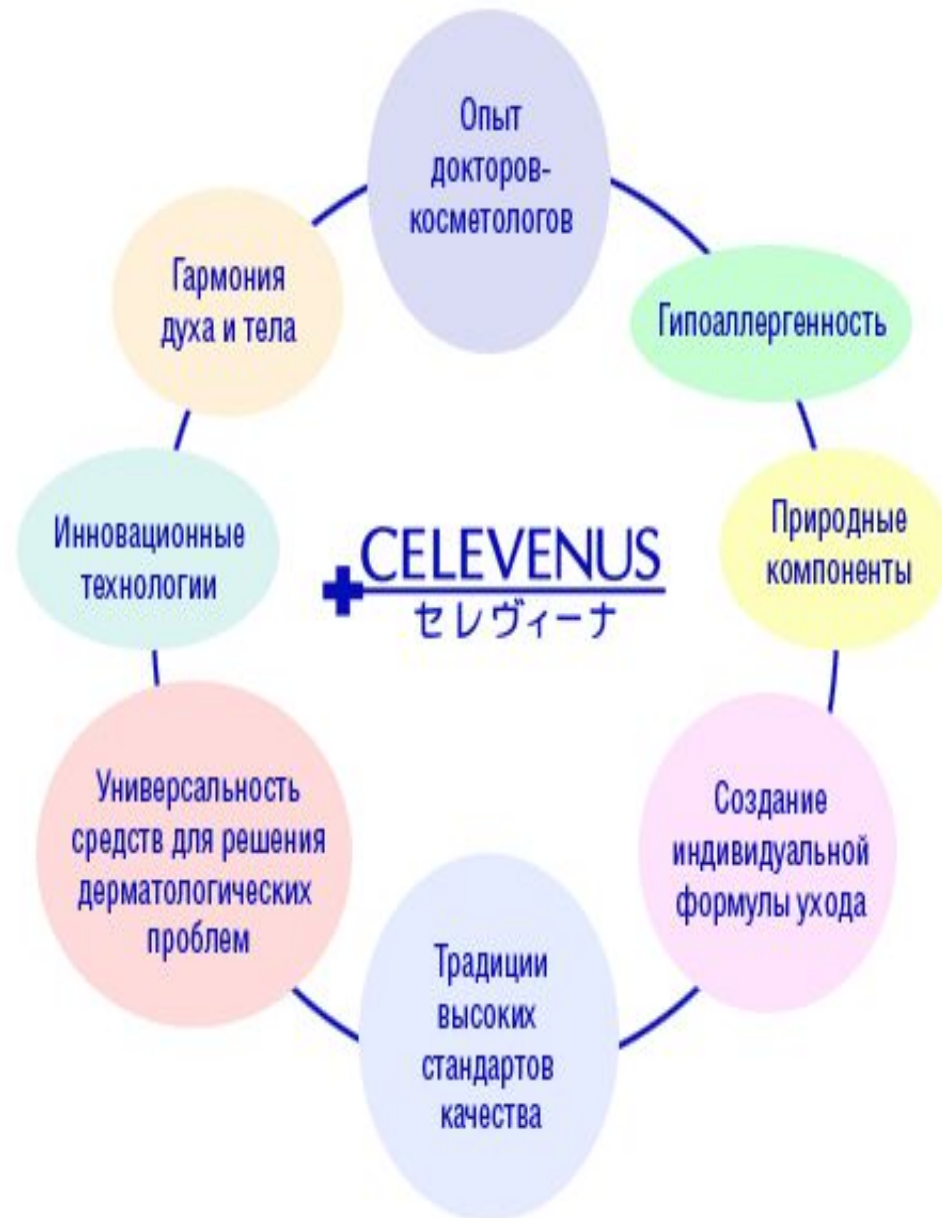 Опыт
докторов-
косметологов
Гипоаллергенность
Природные
компоненты
Создание
индивидуальной
формулы ухода
Традиции
высоких
стандартов
качества
Универсальность
средств для решения
дерматологических
проблем
Инновационные
технологии
Гармония
духа и тела
CELEVENUS
セレヴィーナ